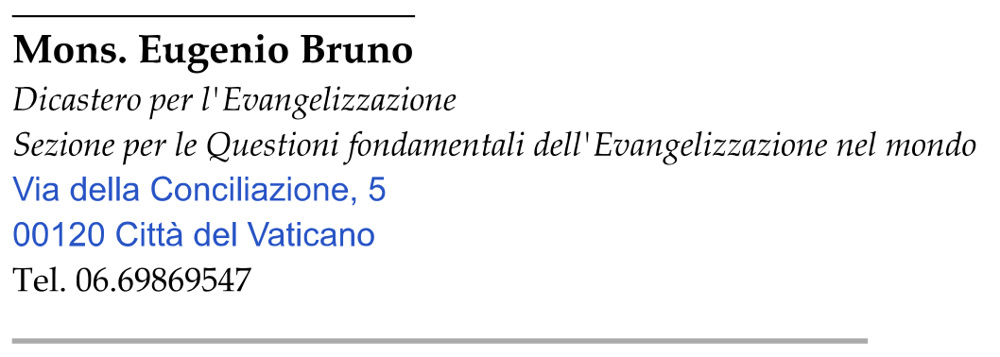 Mons. Eugenio Bruno
Dicastero per l'Evangelizzazione
Sezione per le Questioni fondamentali dell'Evangelizzazione nel mondo
Via della Conciliazione, 5
00120 Città del Vaticano
Tel. 06.69869547